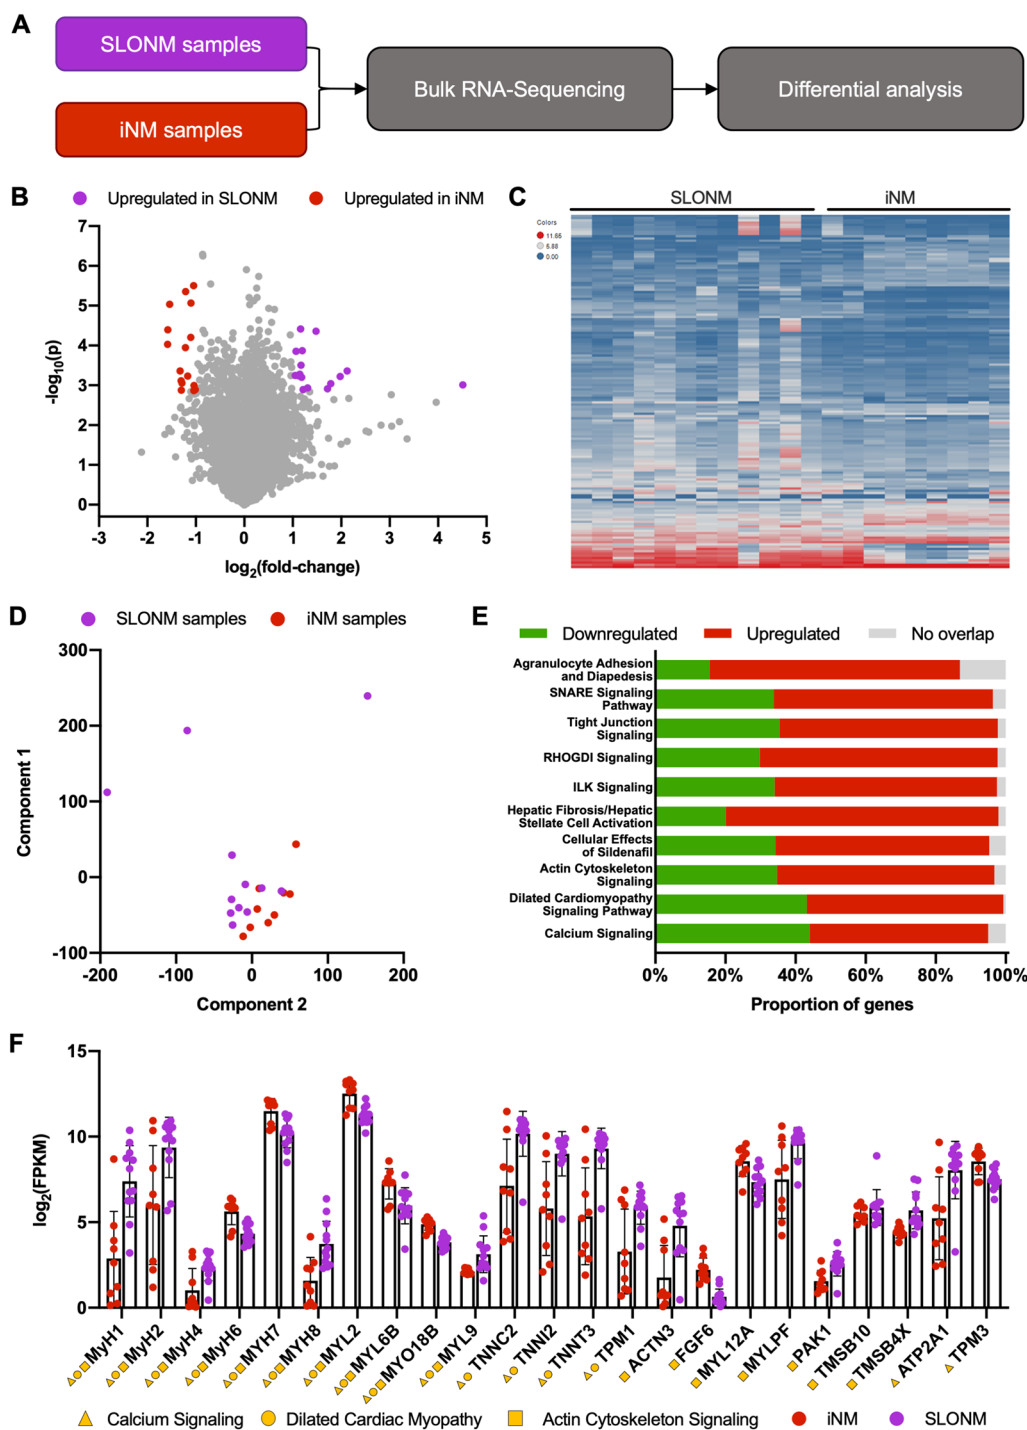 A
SLONM samples
iNM samples
Bulk RNA-Sequencing
Differential analysis
B
Upregulated in SLONM
Upregulated in iNM
7
6
5
4
3
2
1
0
-log10(p)
-3 -2 -1 0 1 2 3 4 5
log2(fold-change)
C
SLONM
iNM
Colors
11.65
5.88
0.00
D
SLONM samples
iNM samples
300
200
100
0
-100
Component 1
-200 -100 0 100 200
Component 2
E
Downregulated
Upregulated
No overlap
Agranulocyte Adhesion
and Diapedesis
SNARE Signaling
Pathway
Tight Junction
Signaling
RHOGDI Signaling
ILK Signaling
Hepatic Fibrosis/Hepatic
Stellate Cell Activation
Cellular Effects
of Sildenafil
Actin Cytoskeleton
Signaling
Dilated Cardiomyopathy
Signaling Pathway
Calcium Signaling
0% 20% 40% 60% 80% 100%
Proportion of genes
F
15
10
5
0
log2(FPKM)
MyH1
MyH2
MyH4
MyH6
MYH7
MYH8
MYL2
MYL6B
MYO18B
MYL9
TNNC2
TNNI2
TNNT3
TPM1
ACTN3
FGF6
MYL12A
MYLPF
PAK1
TMSB10
TMSB4X
ATP2A1
TPM3
Calcium Signaling
Dilated Cardiac Myopathy
Actin Cytoskeleton Signaling
iNM
SLONM